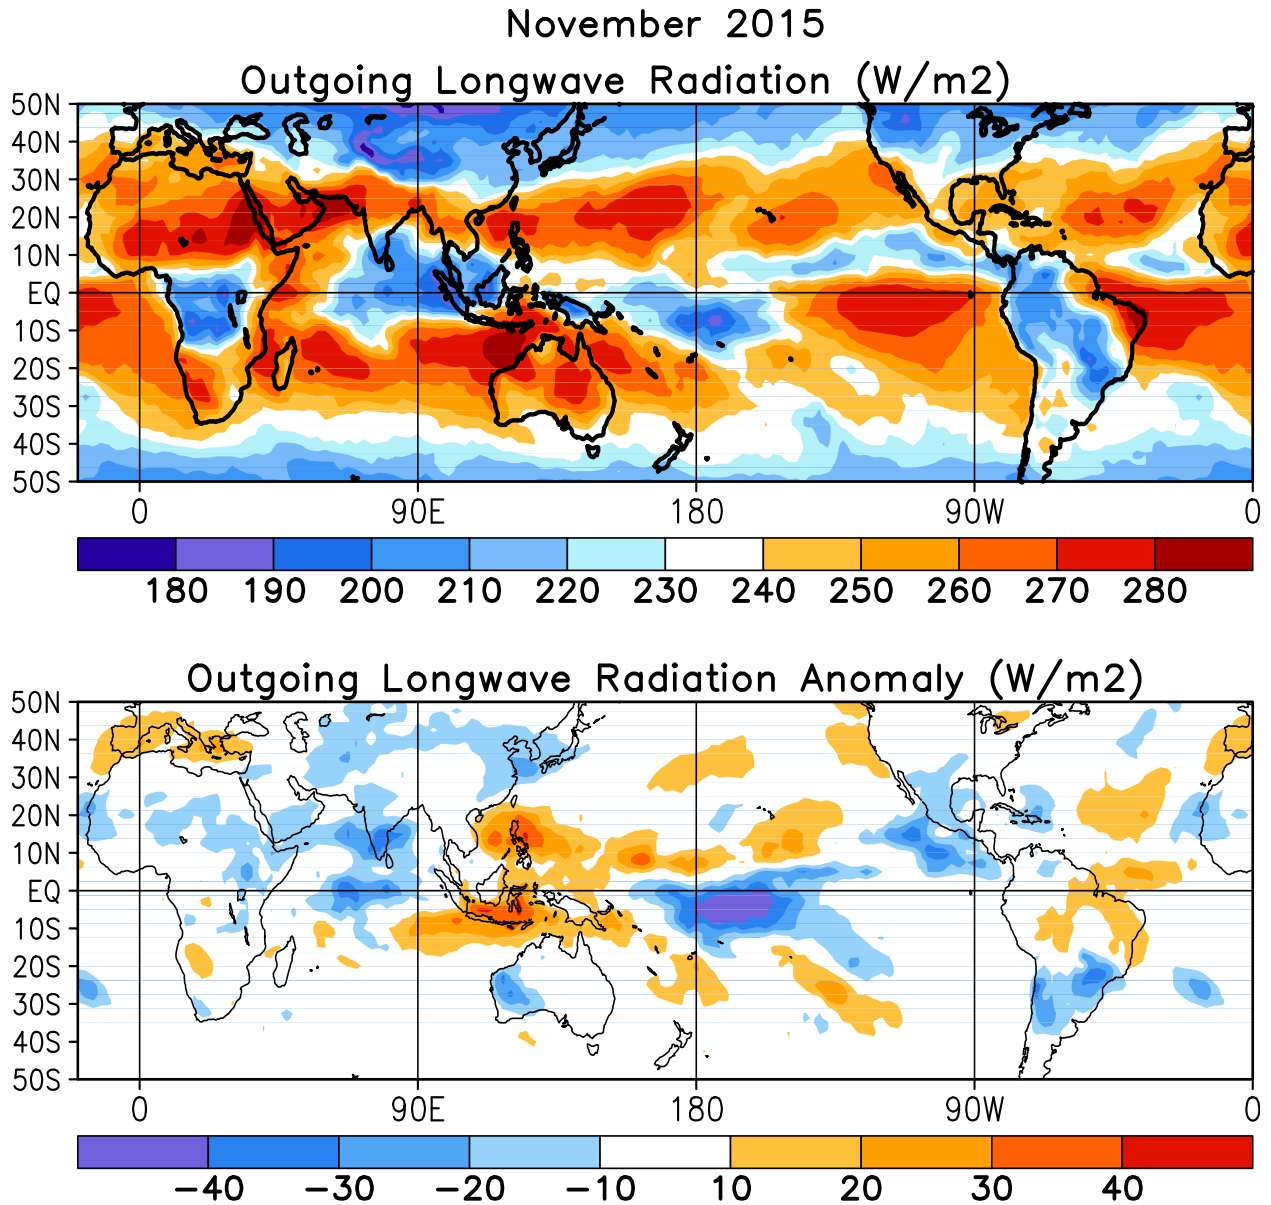 November 2015
Outgoing Longwave Radiation (W/m2)
50N
40N
30N
20N
10N
EQ
10S
20S
30S
40S
50S
0 90E 180 90W 0
180 190 200 210 220 230 240 250 260 270 280
Outgoing Longwave Radiation Anomaly (W/m2)
50N
40N
30N
20N
10N
EQ
10S
20S
30S
40S
50S
0 90E 180 90W 0
−40 −30 −20 −10 10 20 30 40